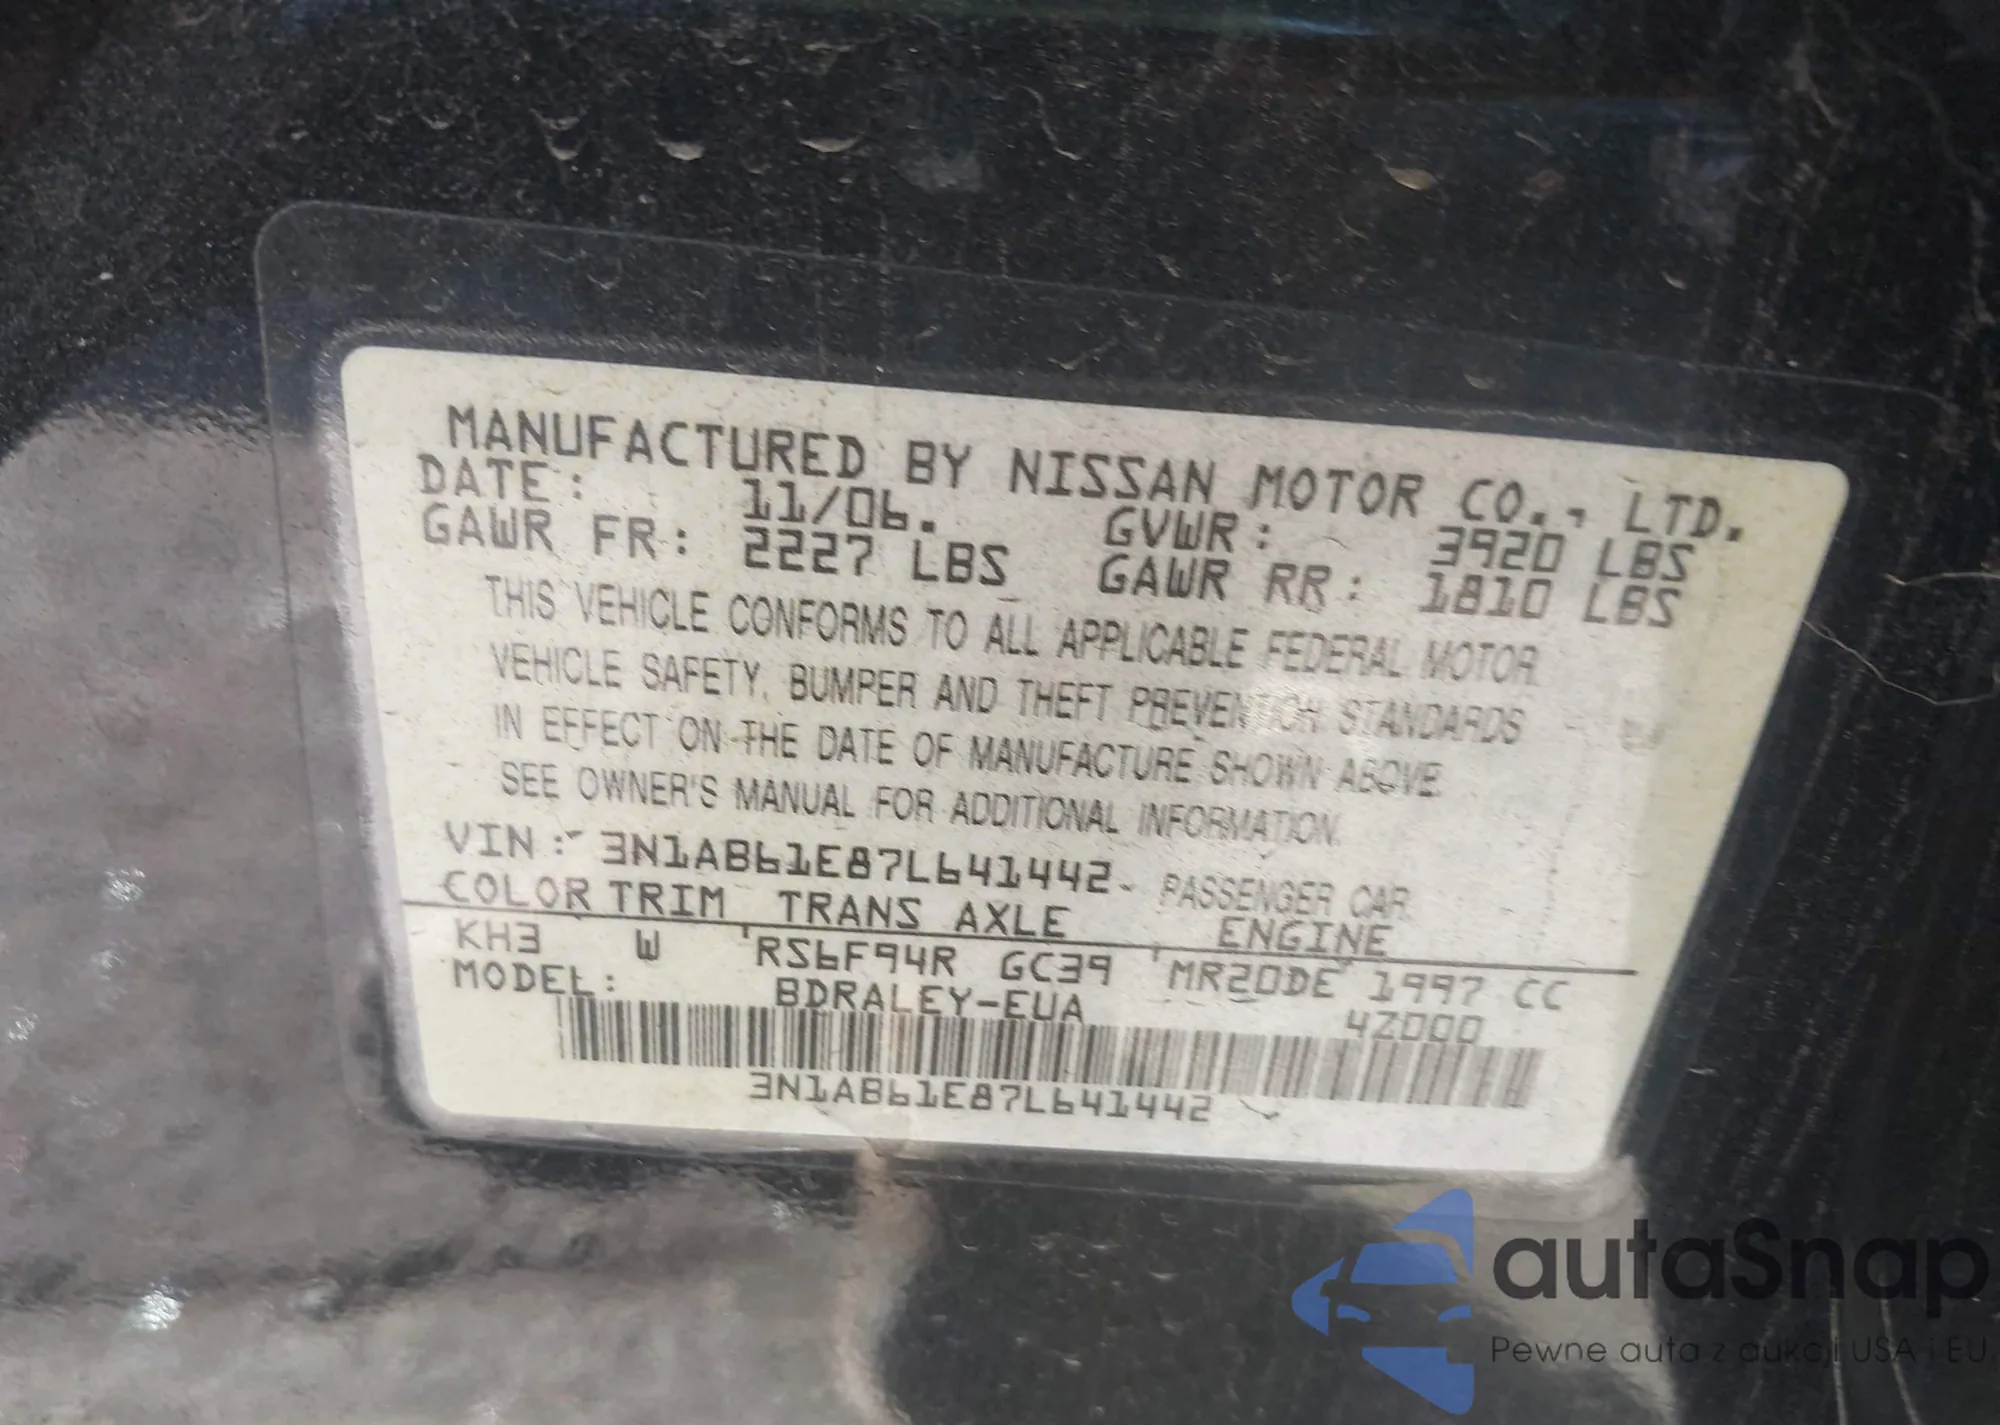 MANUFACTURED BY NISSAN MOTOR CO., LTD.
DATE: 11/06. GVWR: 3920 LBS
GAWR FR: 2227 LBS GAWR RR: 1810 LBS
THIS VEHICLE CONFORMS TO ALL APPLICABLE FEDERAL MOTOR
VEHICLE SAFETY, BUMPER AND THEFT PREVENTION STANDARDS
IN EFFECT ON THE DATE OF MANUFACTURE SHOWN ABOVE.
SEE OWNER'S MANUAL FOR ADDITIONAL INFORMATION.
VIN: 3N1AB61E87L641442 PASSENGER CAR
COLOR TRIM TRANS AXLE ENGINE
KH3 W RS6F94R GC39 MR20DE 1997 CC
MODEL: BDRALEY-EUA 4Z000
3N1AB61E87L641442
autaSnap
Pewne auta z aukcji USA i EU.